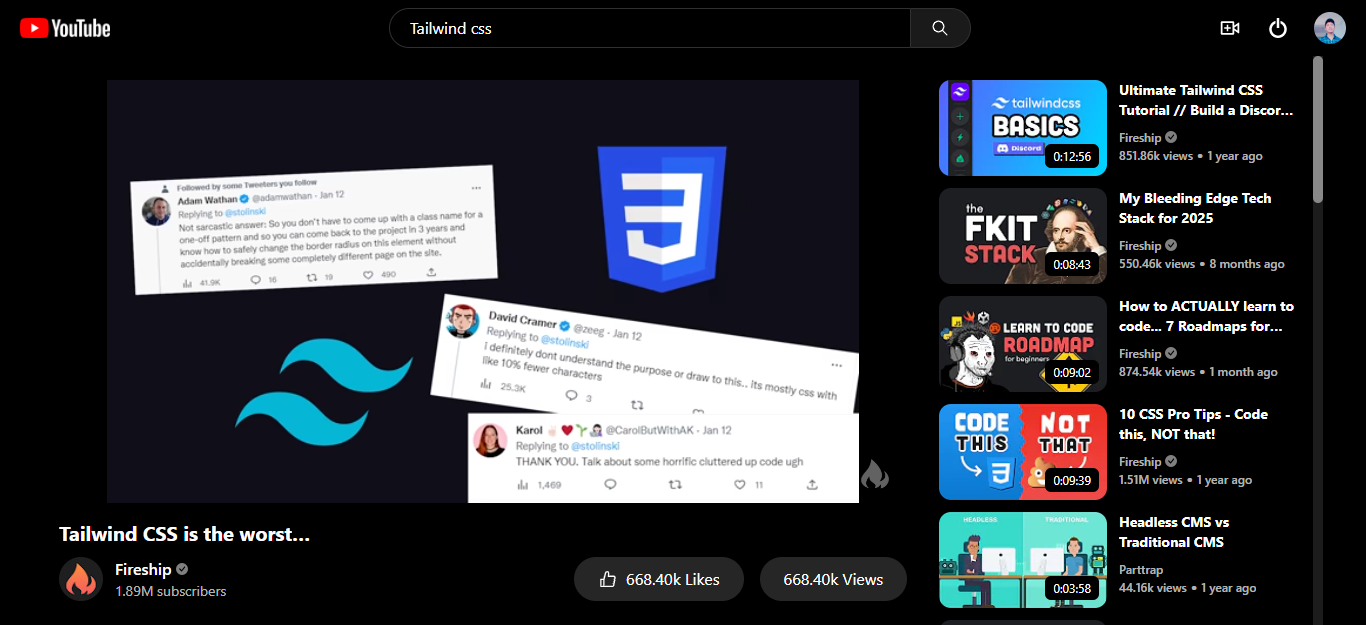 YouTube
Tailwind css
Followed by some Tweeters you follow
Adam Wathan @adamwathan · Jan 12
Replying to @stolinski
Not sarcastic answer: So you don't have to come up with a class name for a
one-off pattern and so you can come back to the project in 3 years and
know how to safely change the border radius on this element without
accidentally breaking some completely different page on the site.
41.9K 16 19 490
David Cramer @zeeg · Jan 12
Replying to @stolinski
i definitely dont understand the purpose or draw to this.. its mostly css with
like 10% fewer characters
25.3K 3
Karol @CarolButWithAK · Jan 12
Replying to @stolinski
THANK YOU. Talk about some horrific cluttered up code ugh
1,469 11
Tailwind CSS is the worst...
Fireship
1.89M subscribers
668.40k Likes
668.40k Views
tailwindcss
BASICS
Discord
0:12:56
Ultimate Tailwind CSS
Tutorial // Build a Discor...
Fireship
851.86k views • 1 year ago
the
FKIT
STACK
0:08:43
My Bleeding Edge Tech
Stack for 2025
Fireship
550.46k views • 8 months ago
JS
LEARN TO CODE
ROADMAP
for beginners
0:09:02
How to ACTUALLY learn to
code... 7 Roadmaps for...
Fireship
874.54k views • 1 month ago
CODE
THIS
NOT
THAT
0:09:39
10 CSS Pro Tips - Code
this, NOT that!
Fireship
1.51M views • 1 year ago
HEADLESS
TRADITIONAL
0:03:58
Headless CMS vs
Traditional CMS
Parttrap
44.16k views • 1 year ago